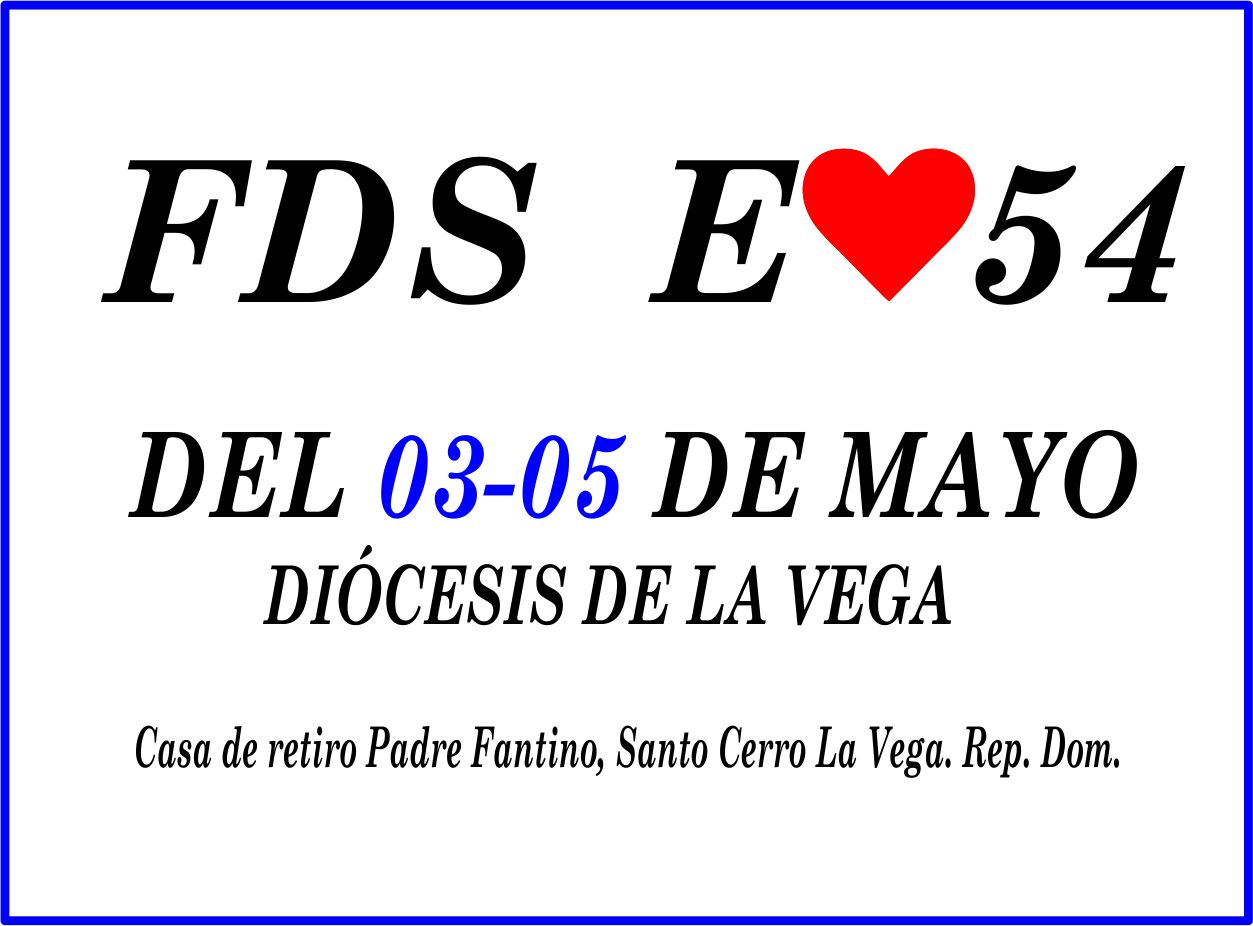 FDS E♥54
DEL 03-05 DE MAYO
DIÓCESIS DE LA VEGA
Casa de retiro Padre Fantino, Santo Cerro La Vega. Rep. Dom.